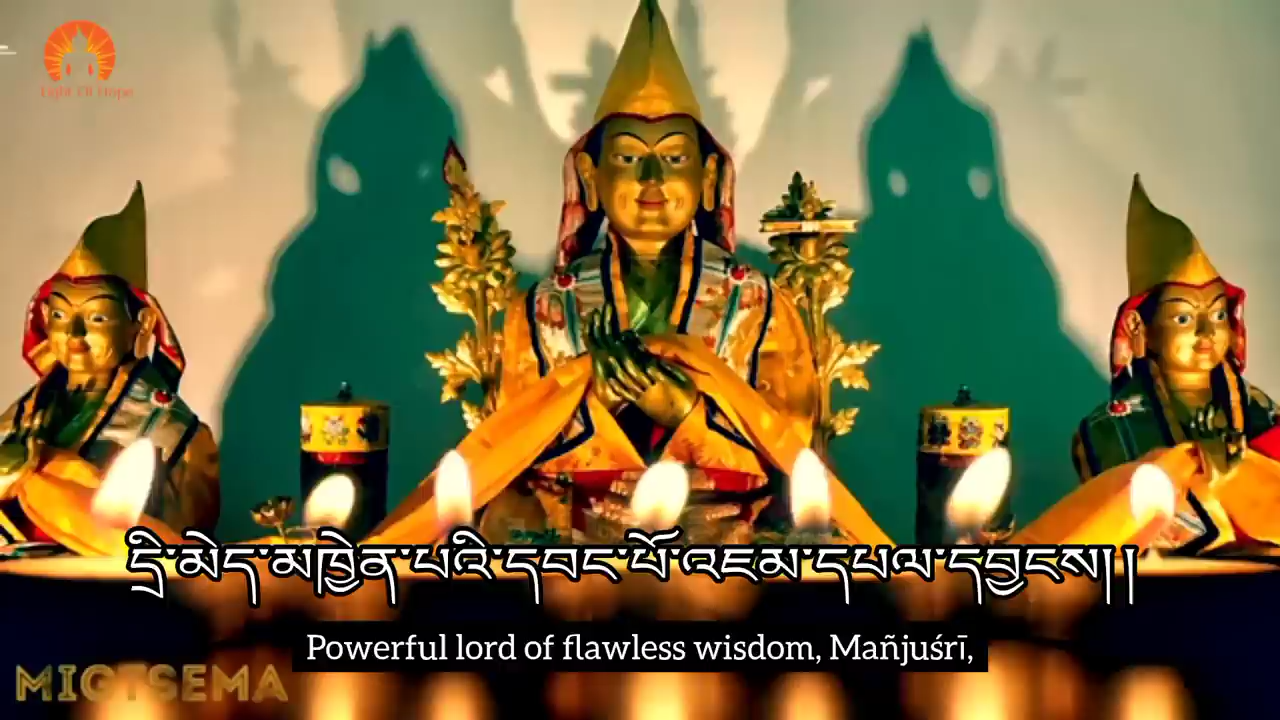 Light Of Hope
དྲི་མེད་མཁྱེན་པའི་དབང་པོ་འཇམ་དཔལ་དབྱངས།།
Powerful lord of flawless wisdom, Mañjuśrī,
MIGTSEMA